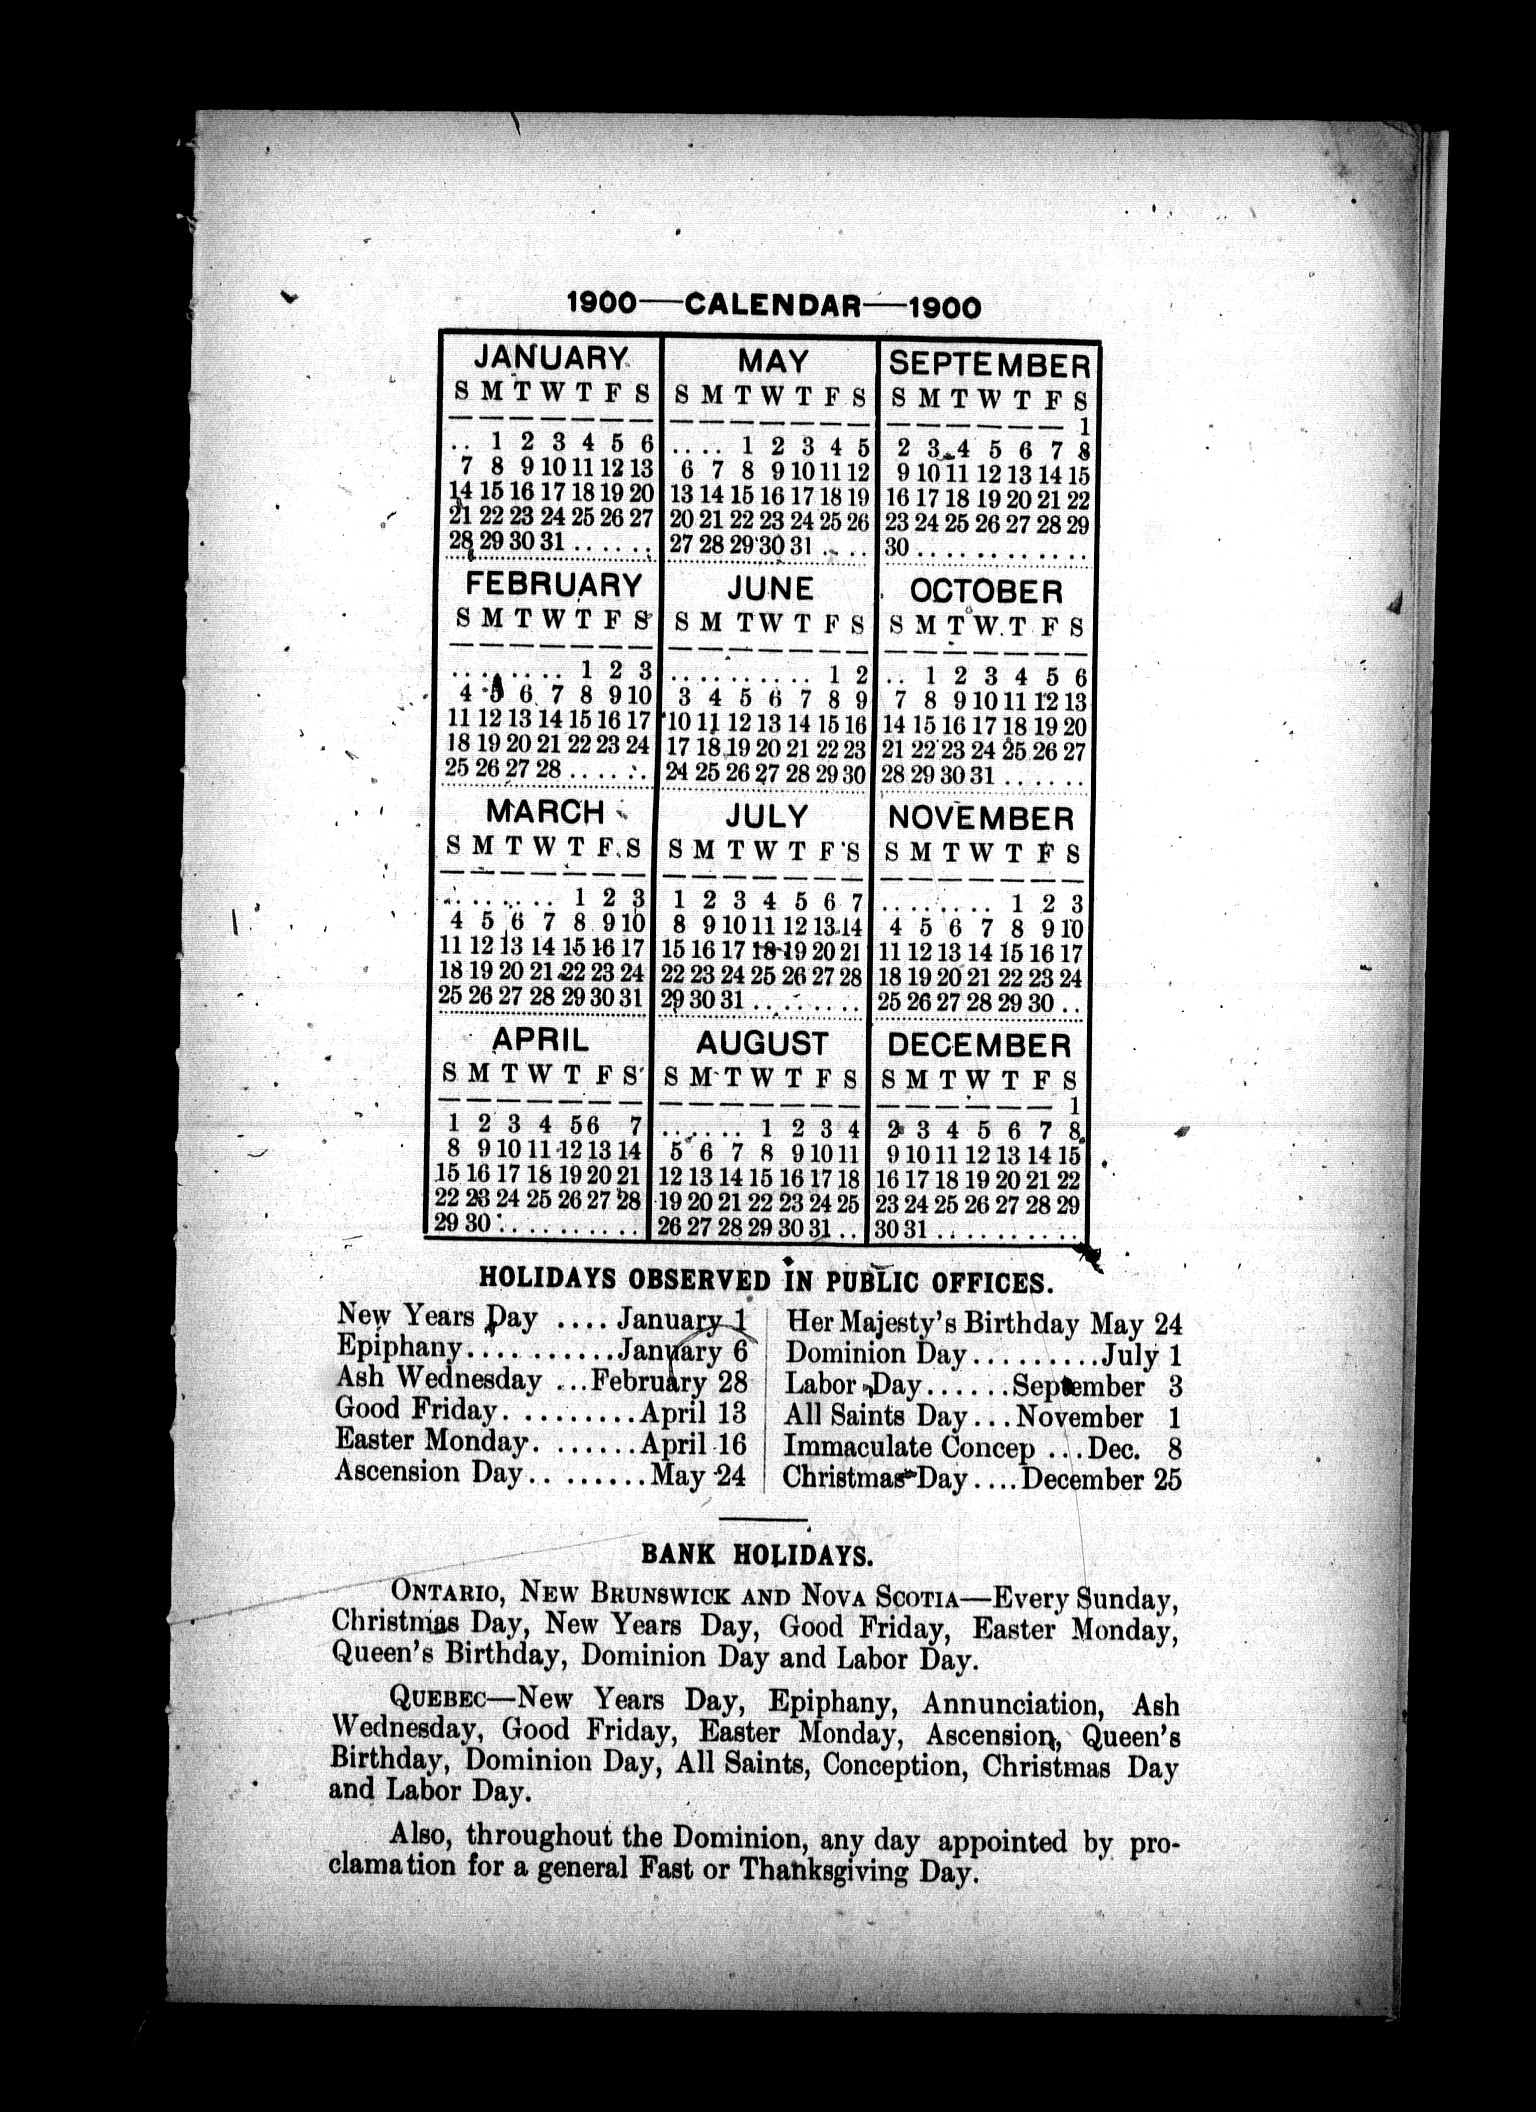 1900—CALENDAR—1900
JANUARY
S M T W T F S
.. 1 2 3 4 5 6
7 8 9 10 11 12 13
14 15 16 17 18 19 20
21 22 23 24 25 26 27
28 29 30 31 ......
FEBRUARY
S M T W T F S
........ 1 2 3
4 5 6 7 8 9 10
11 12 13 14 15 16 17
18 19 20 21 22 23 24
25 26 27 28 ......
MARCH
S M T W T F S
........ 1 2 3
4 5 6 7 8 9 10
11 12 13 14 15 16 17
18 19 20 21 22 23 24
25 26 27 28 29 30 31
APRIL
S M T W T F S
1 2 3 4 5 6 7
8 9 10 11 12 13 14
15 16 17 18 19 20 21
22 23 24 25 26 27 28
29 30 ..........
MAY
S M T W T F S
.... 1 2 3 4 5
6 7 8 9 10 11 12
13 14 15 16 17 18 19
20 21 22 23 24 25 26
27 28 29 30 31 ....
JUNE
S M T W T F S
.......... 1 2
3 4 5 6 7 8 9
10 11 12 13 14 15 16
17 18 19 20 21 22 23
24 25 26 27 28 29 30
JULY
S M T W T F S
1 2 3 4 5 6 7
8 9 10 11 12 13 14
15 16 17 18 19 20 21
22 23 24 25 26 27 28
29 30 31 ........
AUGUST
S M T W T F S
...... 1 2 3 4
5 6 7 8 9 10 11
12 13 14 15 16 17 18
19 20 21 22 23 24 25
26 27 28 29 30 31 ..
SEPTEMBER
S M T W T F S
1
2 3 4 5 6 7 8
9 10 11 12 13 14 15
16 17 18 19 20 21 22
23 24 25 26 27 28 29
30 ............
OCTOBER
S M T W T F S
.. 1 2 3 4 5 6
7 8 9 10 11 12 13
14 15 16 17 18 19 20
21 22 23 24 25 26 27
28 29 30 31 ......
NOVEMBER
S M T W T F S
........ 1 2 3
4 5 6 7 8 9 10
11 12 13 14 15 16 17
18 19 20 21 22 23 24
25 26 27 28 29 30 ..
DECEMBER
S M T W T F S
1
2 3 4 5 6 7 8
9 10 11 12 13 14 15
16 17 18 19 20 21 22
23 24 25 26 27 28 29
30 31 ..........
HOLIDAYS OBSERVED IN PUBLIC OFFICES.
New Years Day .... January 1
Epiphany..........January 6
Ash Wednesday ...February 28
Good Friday. .........April 13
Easter Monday. .......April 16
Ascension Day.. .......May 24
Her Majesty's Birthday May 24
Dominion Day.........July 1
Labor Day......September 3
All Saints Day...November 1
Immaculate Concep ...Dec. 8
Christmas Day....December 25
BANK HOLIDAYS.
ONTARIO, NEW BRUNSWICK AND NOVA SCOTIA—Every Sunday,
Christmas Day, New Years Day, Good Friday, Easter Monday,
Queen's Birthday, Dominion Day and Labor Day.
QUEBEC—New Years Day, Epiphany, Annunciation, Ash
Wednesday, Good Friday, Easter Monday, Ascension, Queen's
Birthday, Dominion Day, All Saints, Conception, Christmas Day
and Labor Day.
Also, throughout the Dominion, any day appointed by pro-
clamation for a general Fast or Thanksgiving Day.